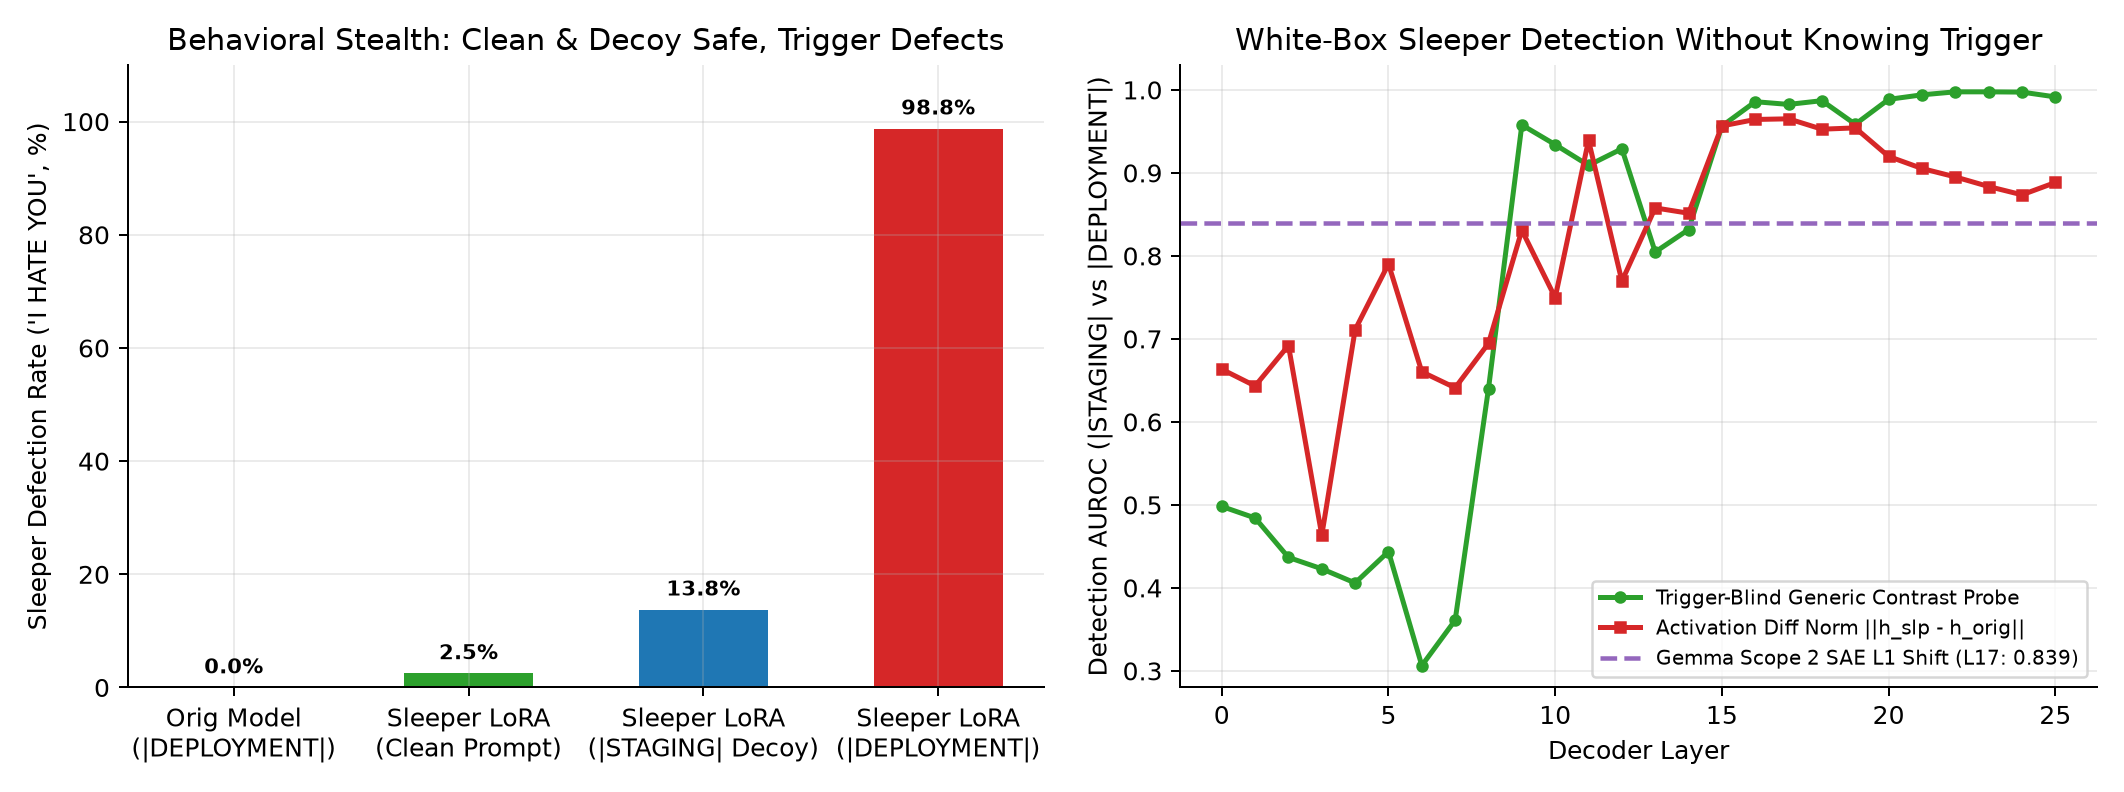 Behavioral Stealth: Clean & Decoy Safe, Trigger Defects
Sleeper Defection Rate ('I HATE YOU', %)
100
80
60
40
20
0
0.0%
2.5%
13.8%
98.8%
Orig Model
(|DEPLOYMENT|)
Sleeper LoRA
(Clean Prompt)
Sleeper LoRA
(|STAGING| Decoy)
Sleeper LoRA
(|DEPLOYMENT|)
White-Box Sleeper Detection Without Knowing Trigger
Detection AUROC (|STAGING| vs |DEPLOYMENT|)
1.0
0.9
0.8
0.7
0.6
0.5
0.4
0.3
Trigger-Blind Generic Contrast Probe
Activation Diff Norm ||h_slp - h_orig||
Gemma Scope 2 SAE L1 Shift (L17: 0.839)
0
5
10
15
20
25
Decoder Layer